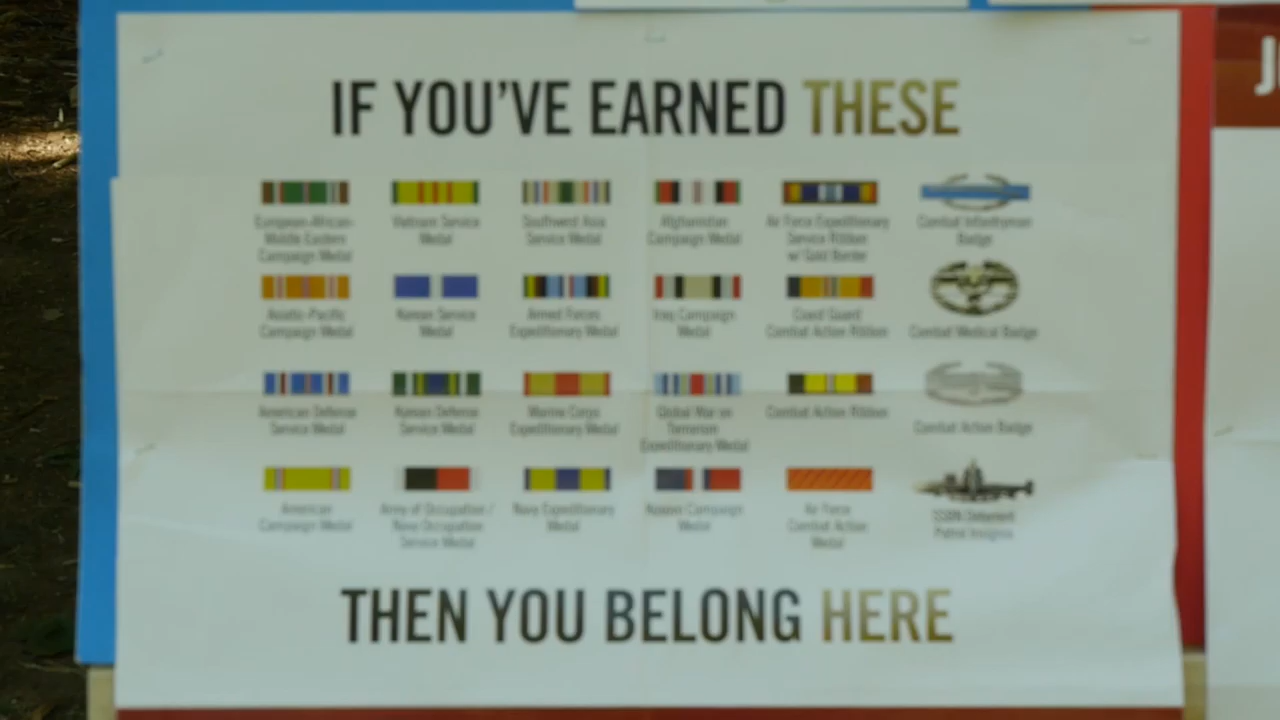 IF YOU'VE EARNED THESE
European-African-
Middle Eastern
Campaign Medal
Vietnam Service
Medal
Southwest Asia
Service Medal
Afghanistan
Campaign Medal
Air Force Expeditionary
Service Ribbon
w/ Gold Border
Combat Infantryman
Badge
Asiatic-Pacific
Campaign Medal
Korean Service
Medal
Armed Forces
Expeditionary Medal
Iraq Campaign
Medal
Coast Guard
Combat Action Ribbon
Combat Medical Badge
American Defense
Service Medal
Korean Defense
Service Medal
Marine Corps
Expeditionary Medal
Global War on
Terrorism
Expeditionary Medal
Combat Action Ribbon
Combat Action Badge
American
Campaign Medal
Army of Occupation /
Navy Occupation
Service Medal
Navy Expeditionary
Medal
Kosovo Campaign
Medal
Air Force
Combat Action
Medal
SSBN Deterrent
Patrol Insignia
THEN YOU BELONG HERE